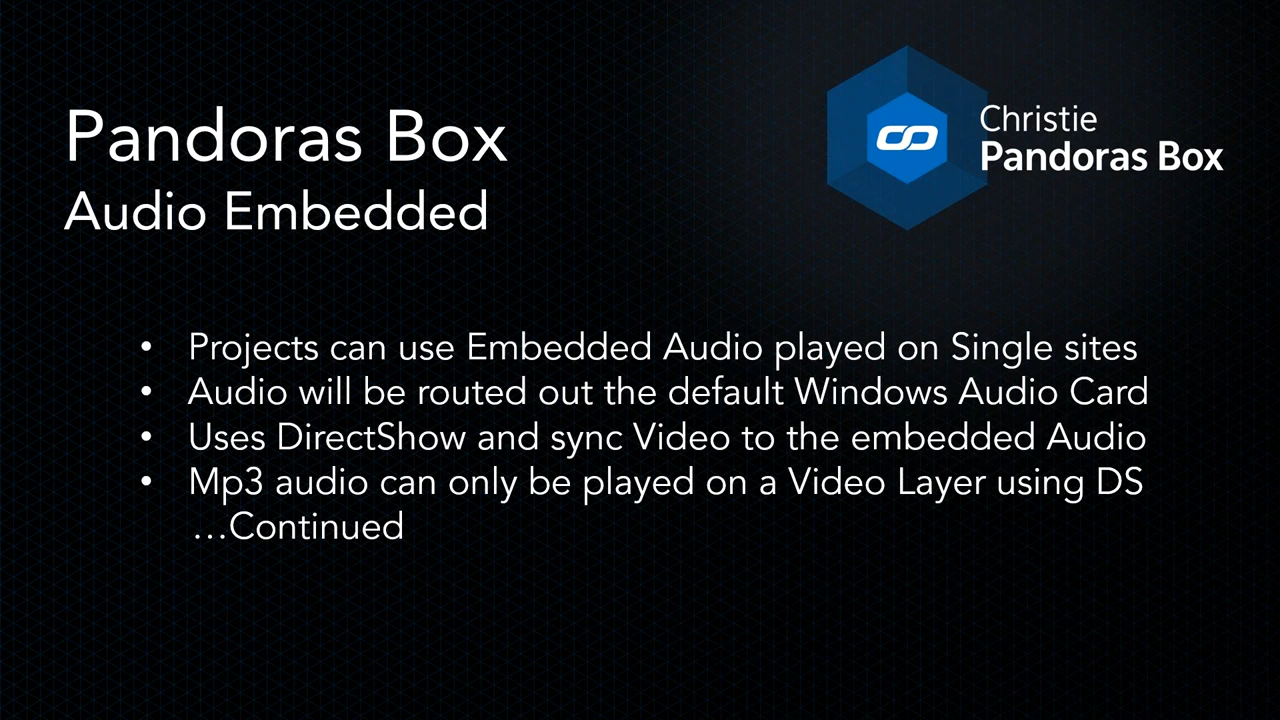 Pandoras Box
Audio Embedded
Christie
Pandoras Box
• Projects can use Embedded Audio played on Single sites
• Audio will be routed out the default Windows Audio Card
• Uses DirectShow and sync Video to the embedded Audio
• Mp3 audio can only be played on a Video Layer using DS
…Continued